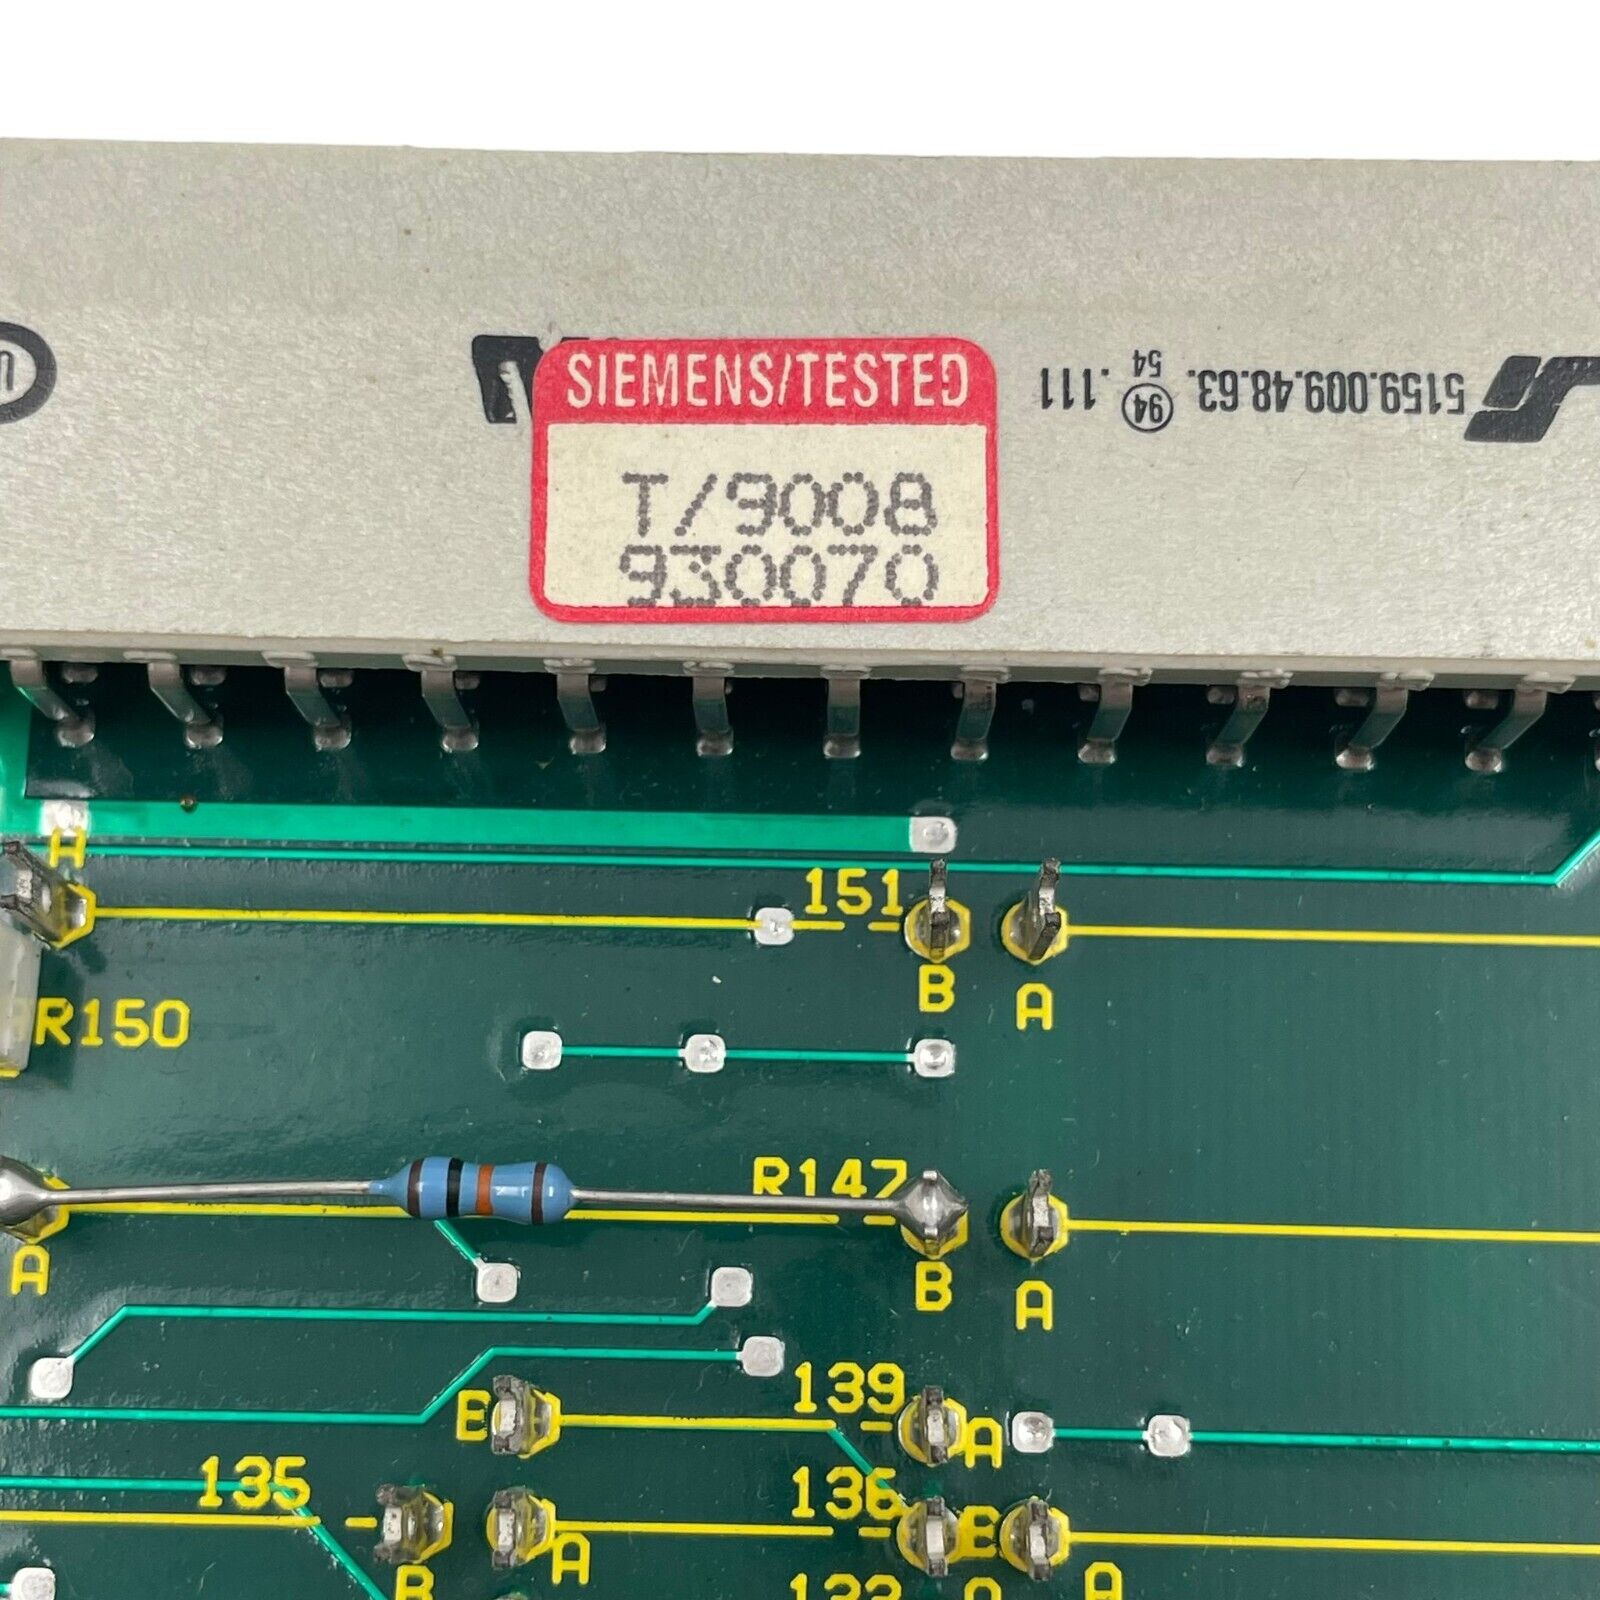 SIEMENS/TESTED
T/9008
930070
5159.009.48.63. 94/54 .111
H
151
B
A
R150
R147
A
B
A
139
E
A
135
136
B
A
A